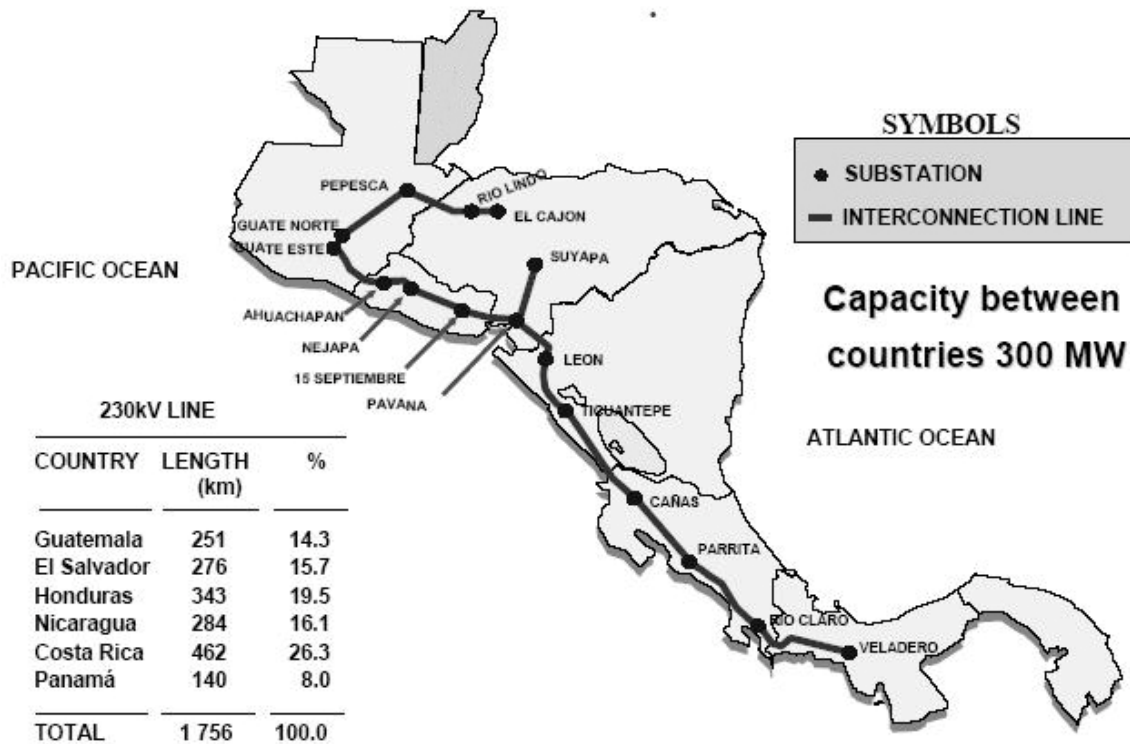 SYMBOLS
SUBSTATION
INTERCONNECTION LINE
Capacity between
countries 300 MW
PEPESCA
RIO LINDO
EL CAJON
GUATE NORTE
GUATE ESTE
SUYAPA
PACIFIC OCEAN
AHUACHAPAN
NEJAPA
15 SEPTIEMBRE
PAVANA
LEON
TICUANTEPE
ATLANTIC OCEAN
CAÑAS
PARRITA
RIO CLARO
VELADERO
230kV LINE
COUNTRY LENGTH %
(km)
Guatemala 251 14.3
El Salvador 276 15.7
Honduras 343 19.5
Nicaragua 284 16.1
Costa Rica 462 26.3
Panamá 140 8.0
TOTAL 1 756 100.0